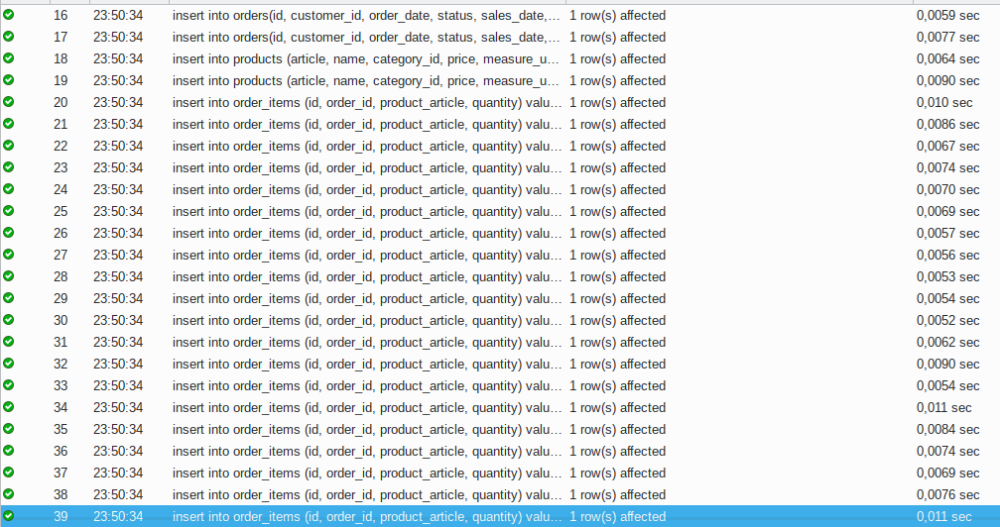 16 23:50:34 insert into orders(id, customer_id, order_date, status, sales_date,... 1 row(s) affected 0,0059 sec
17 23:50:34 insert into orders(id, customer_id, order_date, status, sales_date,... 1 row(s) affected 0,0077 sec
18 23:50:34 insert into products (article, name, category_id, price, measure_u... 1 row(s) affected 0,0064 sec
19 23:50:34 insert into products (article, name, category_id, price, measure_u... 1 row(s) affected 0,0090 sec
20 23:50:34 insert into order_items (id, order_id, product_article, quantity) valu... 1 row(s) affected 0,010 sec
21 23:50:34 insert into order_items (id, order_id, product_article, quantity) valu... 1 row(s) affected 0,0086 sec
22 23:50:34 insert into order_items (id, order_id, product_article, quantity) valu... 1 row(s) affected 0,0067 sec
23 23:50:34 insert into order_items (id, order_id, product_article, quantity) valu... 1 row(s) affected 0,0074 sec
24 23:50:34 insert into order_items (id, order_id, product_article, quantity) valu... 1 row(s) affected 0,0070 sec
25 23:50:34 insert into order_items (id, order_id, product_article, quantity) valu... 1 row(s) affected 0,0069 sec
26 23:50:34 insert into order_items (id, order_id, product_article, quantity) valu... 1 row(s) affected 0,0057 sec
27 23:50:34 insert into order_items (id, order_id, product_article, quantity) valu... 1 row(s) affected 0,0056 sec
28 23:50:34 insert into order_items (id, order_id, product_article, quantity) valu... 1 row(s) affected 0,0053 sec
29 23:50:34 insert into order_items (id, order_id, product_article, quantity) valu... 1 row(s) affected 0,0054 sec
30 23:50:34 insert into order_items (id, order_id, product_article, quantity) valu... 1 row(s) affected 0,0052 sec
31 23:50:34 insert into order_items (id, order_id, product_article, quantity) valu... 1 row(s) affected 0,0062 sec
32 23:50:34 insert into order_items (id, order_id, product_article, quantity) valu... 1 row(s) affected 0,0090 sec
33 23:50:34 insert into order_items (id, order_id, product_article, quantity) valu... 1 row(s) affected 0,0054 sec
34 23:50:34 insert into order_items (id, order_id, product_article, quantity) valu... 1 row(s) affected 0,011 sec
35 23:50:34 insert into order_items (id, order_id, product_article, quantity) valu... 1 row(s) affected 0,0084 sec
36 23:50:34 insert into order_items (id, order_id, product_article, quantity) valu... 1 row(s) affected 0,0074 sec
37 23:50:34 insert into order_items (id, order_id, product_article, quantity) valu... 1 row(s) affected 0,0069 sec
38 23:50:34 insert into order_items (id, order_id, product_article, quantity) valu... 1 row(s) affected 0,0076 sec
39 23:50:34 insert into order_items (id, order_id, product_article, quantity) valu... 1 row(s) affected 0,011 sec